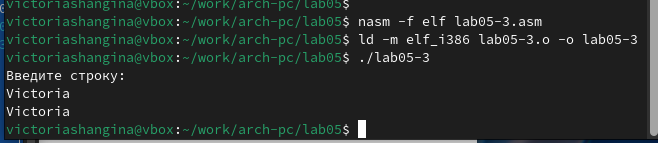 victoriashangina@vbox:~/work/arch-pc/lab05$
victoriashangina@vbox:~/work/arch-pc/lab05$ nasm -f elf lab05-3.asm
victoriashangina@vbox:~/work/arch-pc/lab05$ ld -m elf_i386 lab05-3.o -o lab05-3
victoriashangina@vbox:~/work/arch-pc/lab05$ ./lab05-3
Введите строку:
Victoria
Victoria
victoriashangina@vbox:~/work/arch-pc/lab05$